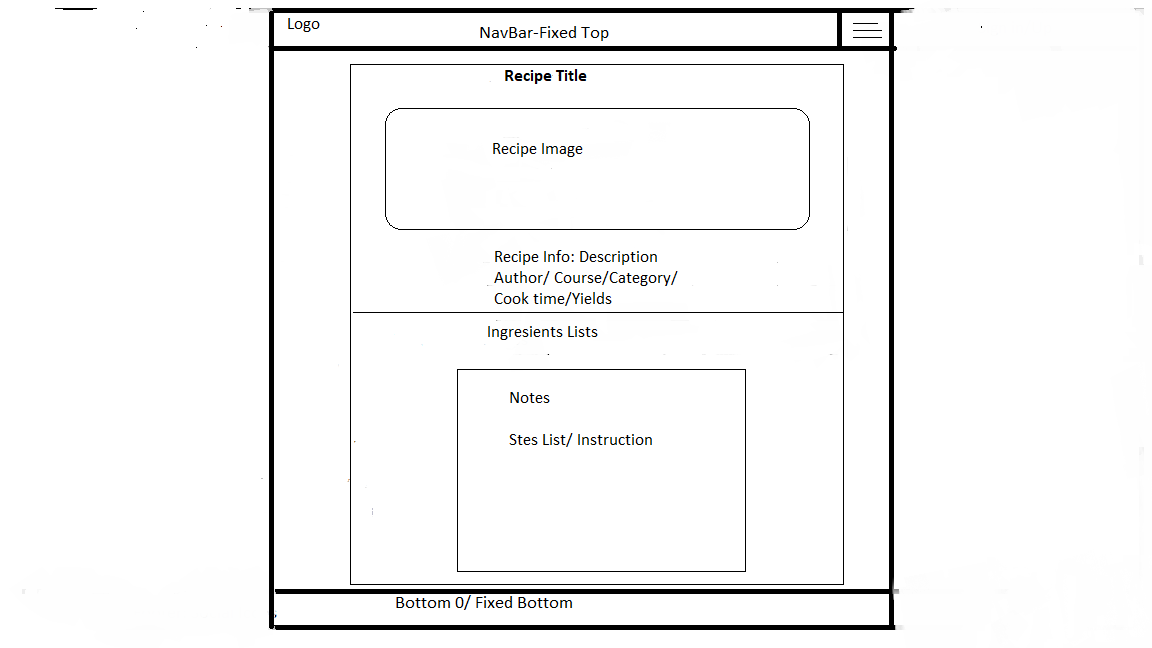 Logo
NavBar-Fixed Top
Recipe Title
Recipe Image
Recipe Info: Description
Author/ Course/Category/
Cook time/Yields
Ingresients Lists
Notes
Stes List/ Instruction
Bottom 0/ Fixed Bottom